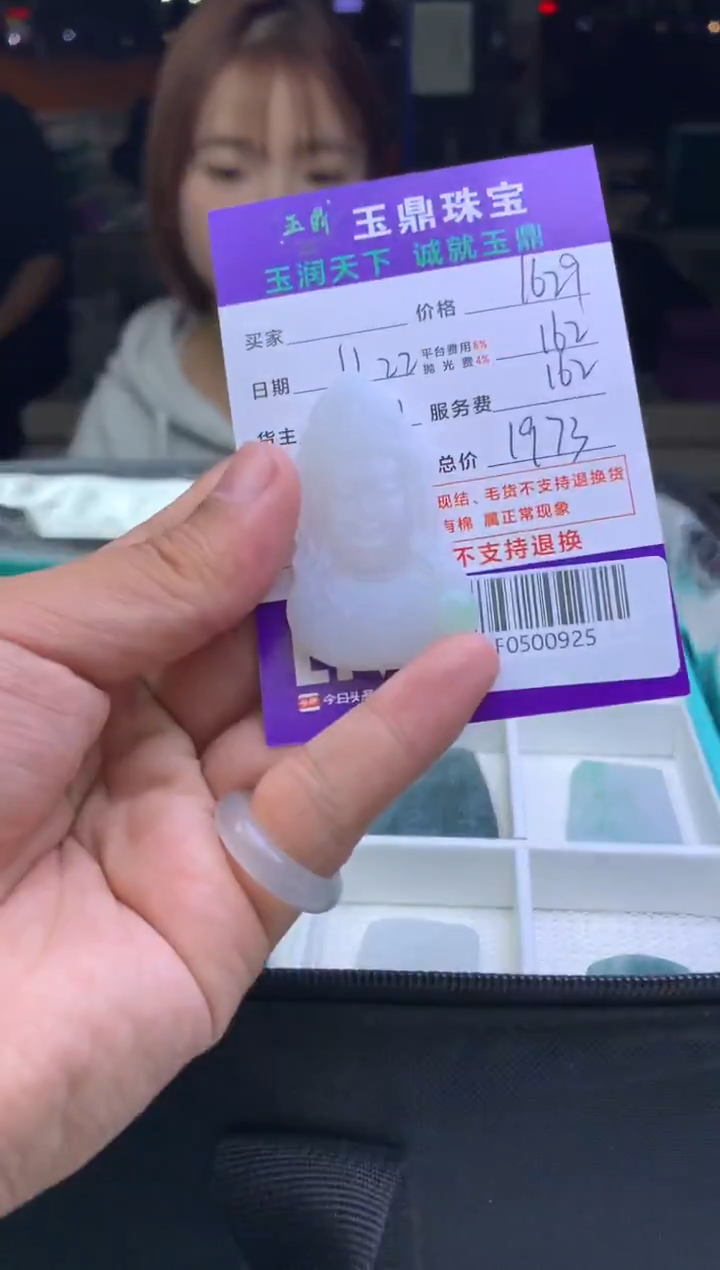 玉鼎 玉鼎珠宝
玉润天下 诚就玉鼎
买家 价格 1629
日期 11 22 平台费用6% 162
抛光费4%
货主 1 服务费 162
总价 1973
现结、毛货不支持退换货
有棉 属正常现象
不支持退换
F0500925
今日头